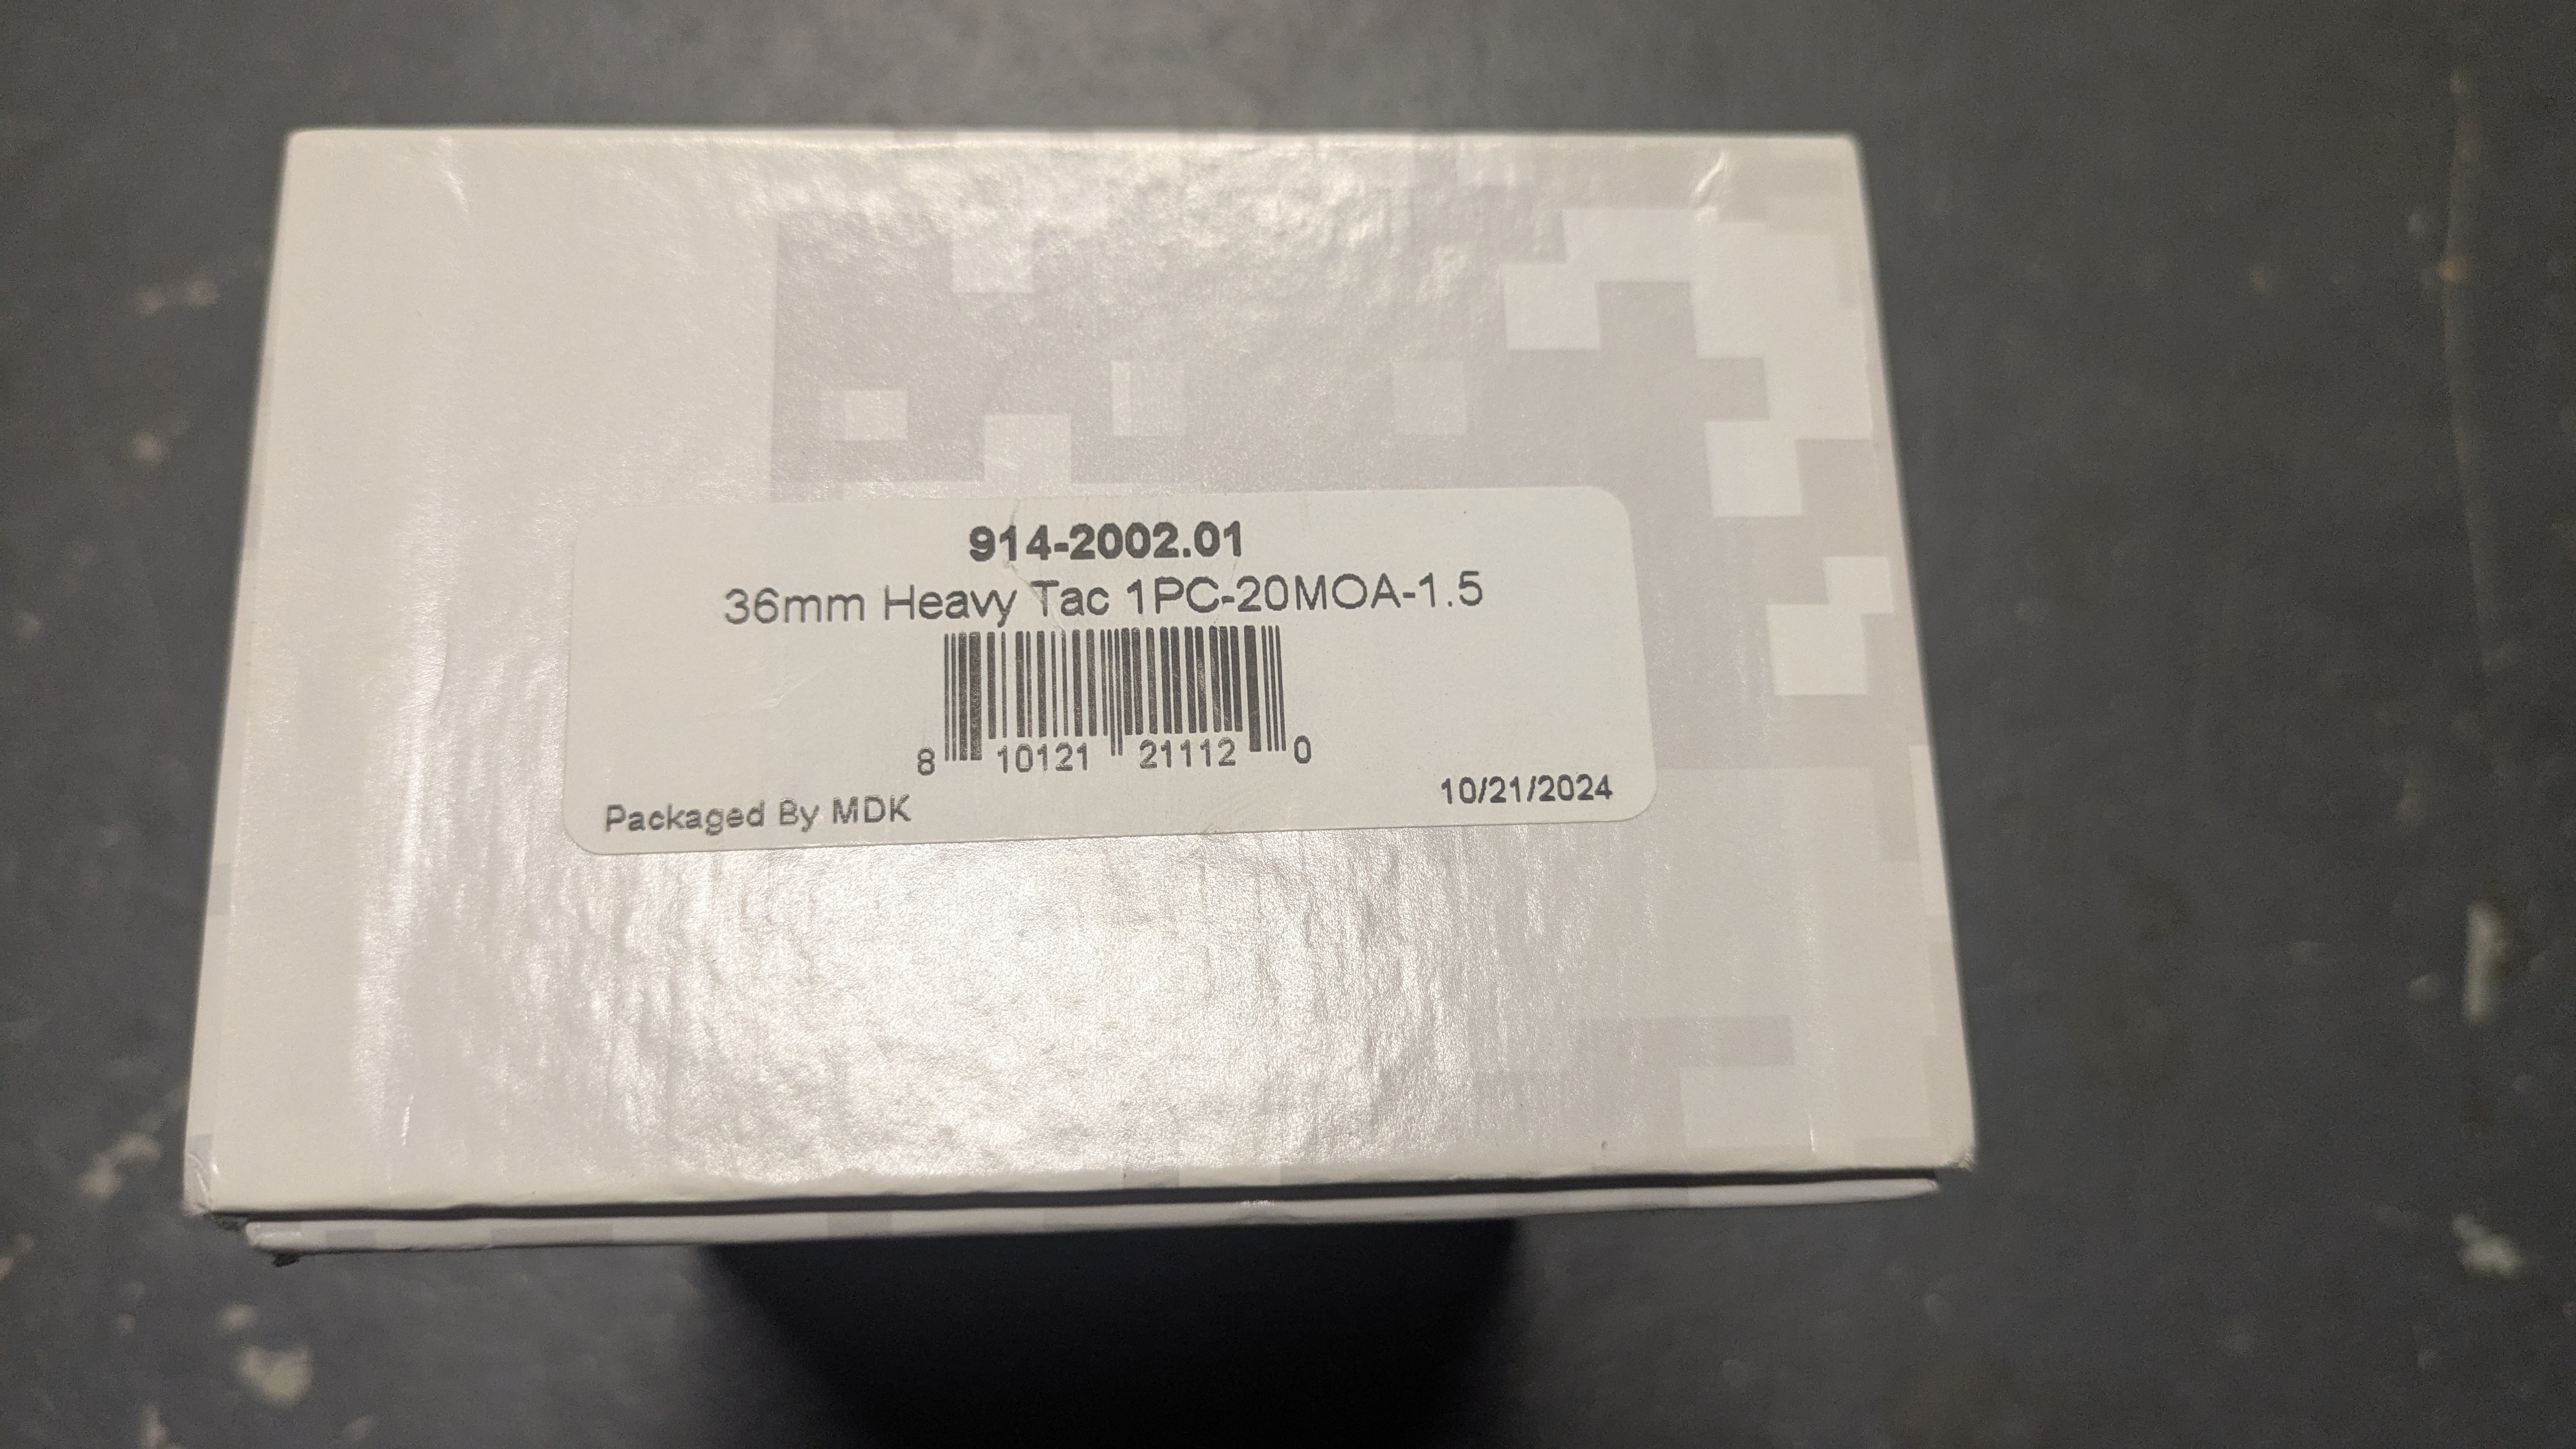 914-2002.01
36mm Heavy Tac 1PC-20MOA-1.5
8 10121 21112 0
10/21/2024
Packaged By MDK